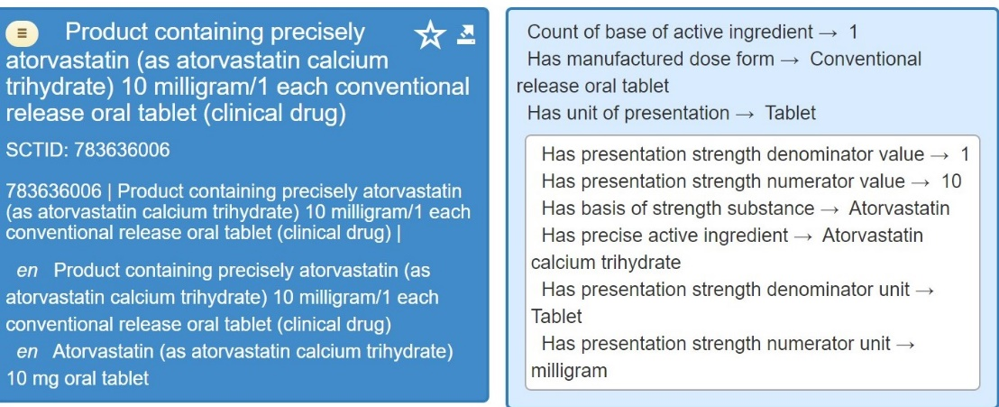 Product containing precisely
atorvastatin (as atorvastatin calcium
trihydrate) 10 milligram/1 each conventional
release oral tablet (clinical drug)
SCTID: 783636006
783636006 | Product containing precisely atorvastatin
(as atorvastatin calcium trihydrate) 10 milligram/1 each
conventional release oral tablet (clinical drug) |
en Product containing precisely atorvastatin (as
atorvastatin calcium trihydrate) 10 milligram/1 each
conventional release oral tablet (clinical drug)
en Atorvastatin (as atorvastatin calcium trihydrate)
10 mg oral tablet
Count of base of active ingredient → 1
Has manufactured dose form → Conventional
release oral tablet
Has unit of presentation → Tablet
Has presentation strength denominator value → 1
Has presentation strength numerator value → 10
Has basis of strength substance → Atorvastatin
Has precise active ingredient → Atorvastatin
calcium trihydrate
Has presentation strength denominator unit →
Tablet
Has presentation strength numerator unit →
milligram